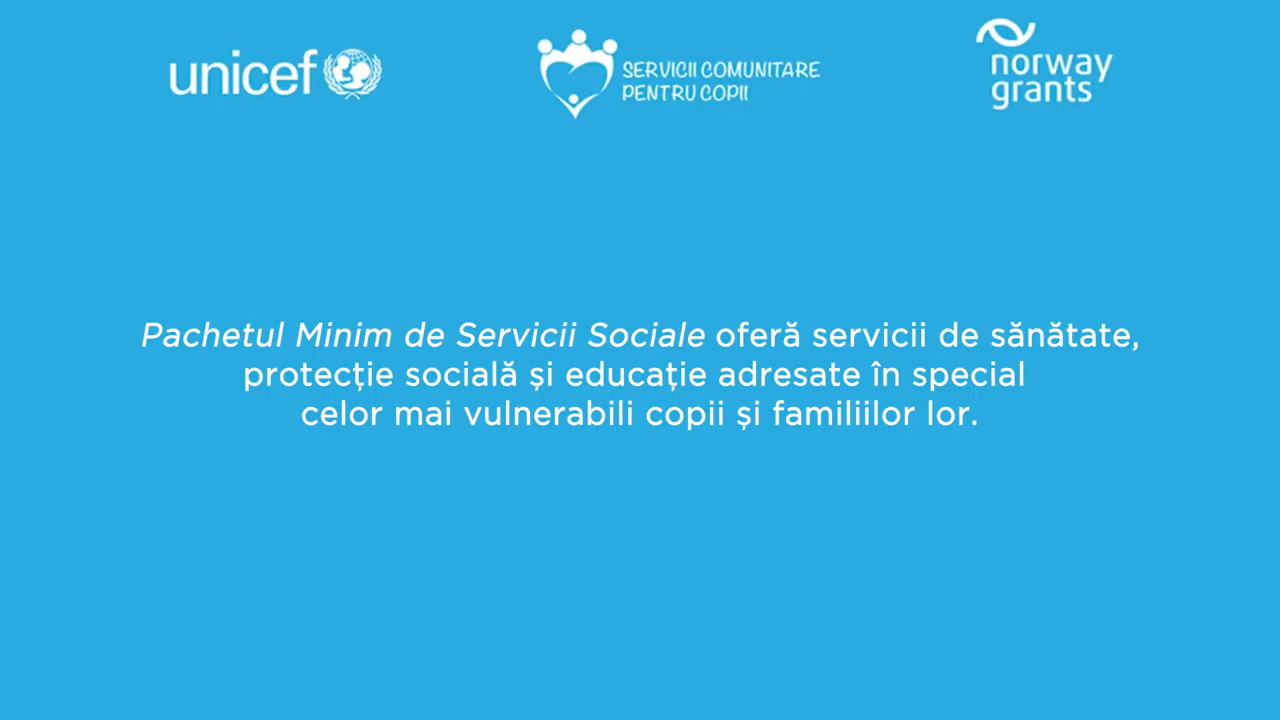 unicef
SERVICII COMUNITARE
PENTRU COPII
norway
grants
Pachetul Minim de Servicii Sociale oferă servicii de sănătate,
protecție socială și educație adresate în special
celor mai vulnerabili copii și familiilor lor.